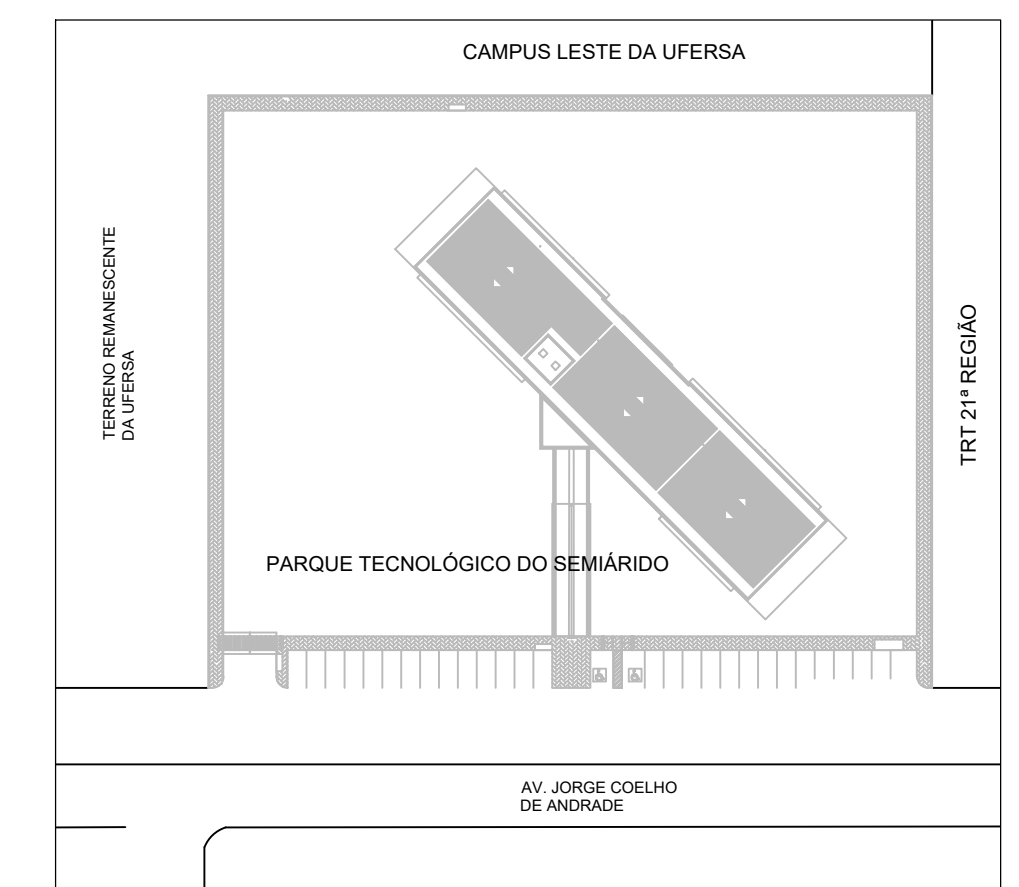 CAMPUS LESTE DA UFERSA
TERRENO REMANESCENTE
DA UFERSA
TRT 21ª REGIÃO
PARQUE TECNOLÓGICO DO SEMIÁRIDO
AV. JORGE COELHO
DE ANDRADE